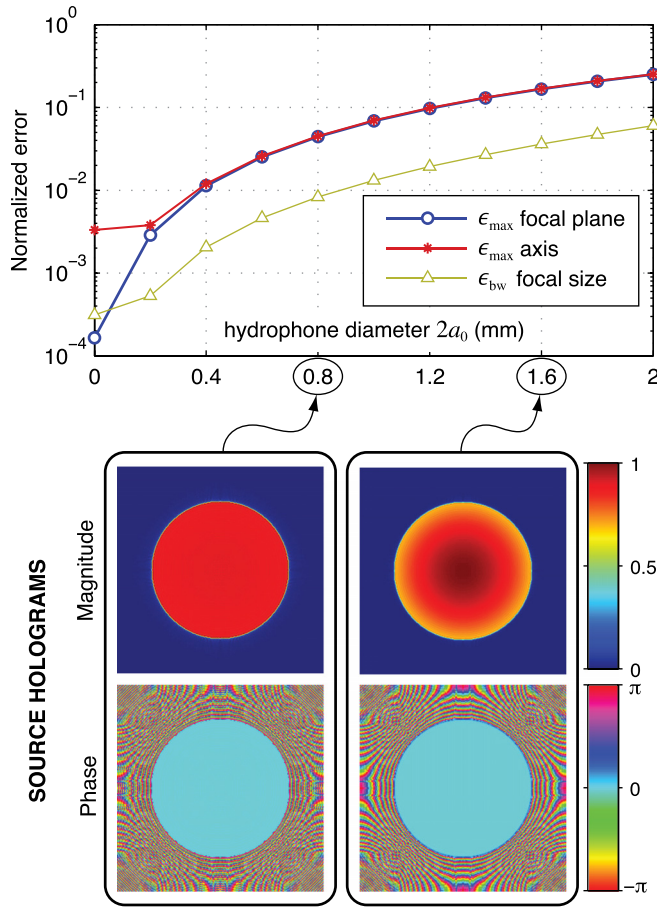 10⁰
10⁻¹
10⁻²
10⁻³
10⁻⁴
Normalized error
ϵmax focal plane
ϵmax axis
ϵbw focal size
hydrophone diameter 2a₀ (mm)
0 0.4 0.8 1.2 1.6 2
SOURCE HOLOGRAMS
Magnitude
1
0.5
0
Phase
π
0
−π